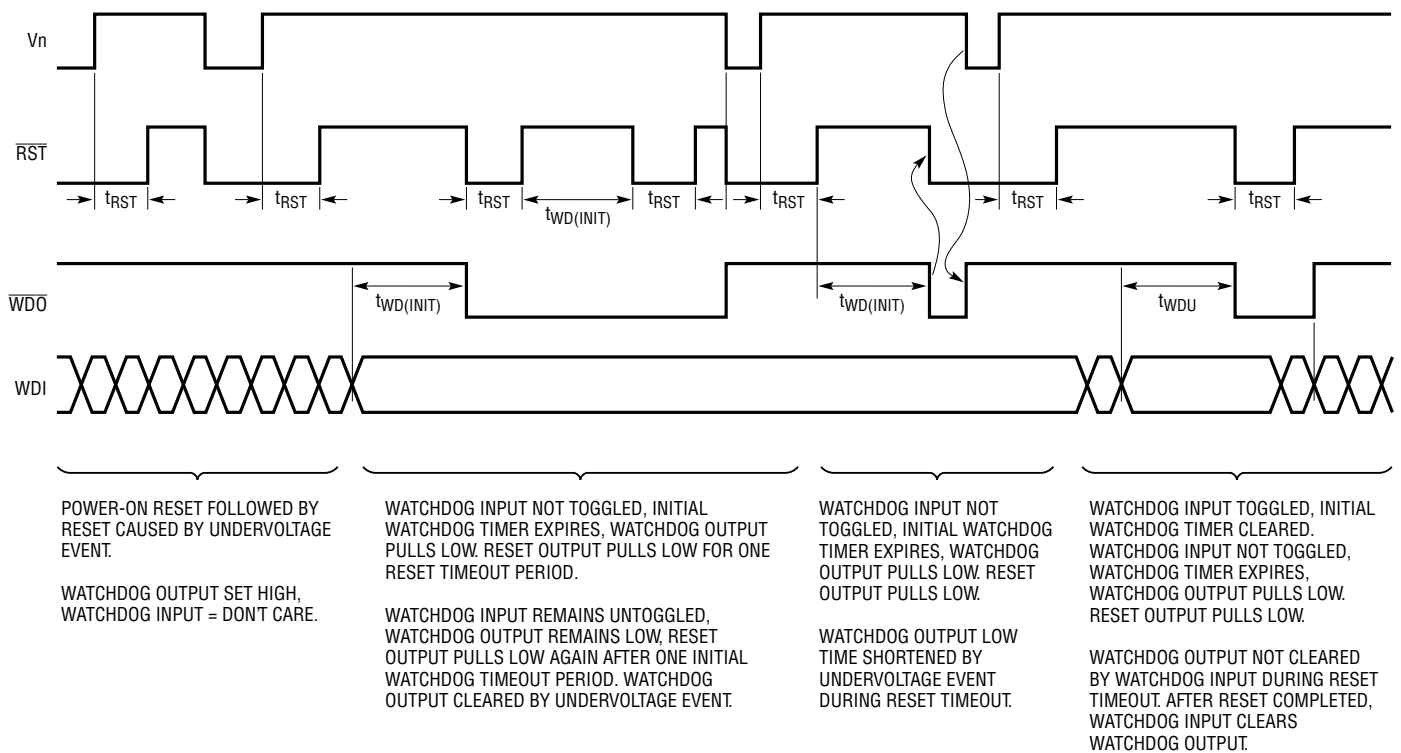 Vn
RST
tRST
tRST
tRST
tWD(INIT)
tRST
tRST
tRST
tRST
WDO
tWD(INIT)
tWD(INIT)
tWDU
WDI
POWER-ON RESET FOLLOWED BY
RESET CAUSED BY UNDERVOLTAGE
EVENT.
WATCHDOG OUTPUT SET HIGH,
WATCHDOG INPUT = DON'T CARE.
WATCHDOG INPUT NOT TOGGLED, INITIAL
WATCHDOG TIMER EXPIRES, WATCHDOG OUTPUT
PULLS LOW. RESET OUTPUT PULLS LOW FOR ONE
RESET TIMEOUT PERIOD.
WATCHDOG INPUT REMAINS UNTOGGLED,
WATCHDOG OUTPUT REMAINS LOW, RESET
OUTPUT PULLS LOW AGAIN AFTER ONE INITIAL
WATCHDOG TIMEOUT PERIOD. WATCHDOG
OUTPUT CLEARED BY UNDERVOLTAGE EVENT.
WATCHDOG INPUT NOT
TOGGLED, INITIAL WATCHDOG
TIMER EXPIRES, WATCHDOG
OUTPUT PULLS LOW. RESET
OUTPUT PULLS LOW.
WATCHDOG OUTPUT LOW
TIME SHORTENED BY
UNDERVOLTAGE EVENT
DURING RESET TIMEOUT.
WATCHDOG INPUT TOGGLED, INITIAL
WATCHDOG TIMER CLEARED.
WATCHDOG INPUT NOT TOGGLED,
WATCHDOG TIMER EXPIRES,
WATCHDOG OUTPUT PULLS LOW.
RESET OUTPUT PULLS LOW.
WATCHDOG OUTPUT NOT CLEARED
BY WATCHDOG INPUT DURING RESET
TIMEOUT. AFTER RESET COMPLETED,
WATCHDOG INPUT CLEARS
WATCHDOG OUTPUT.